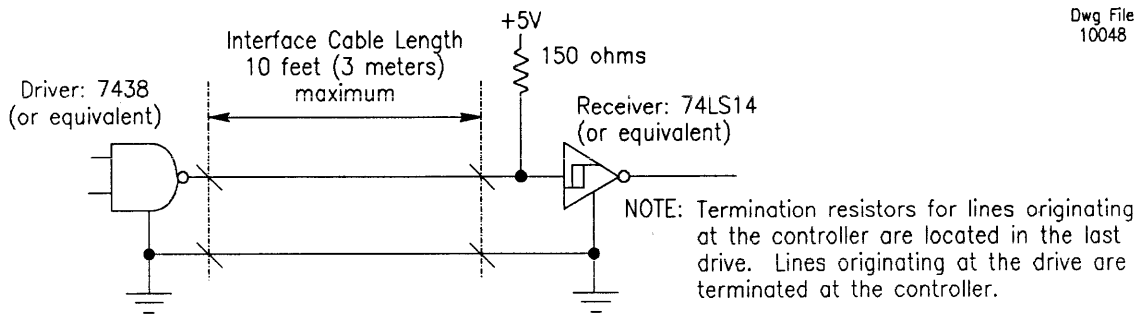 Dwg File
10048
+5V
Interface Cable Length
10 feet (3 meters)
maximum
150 ohms
Driver: 7438
(or equivalent)
Receiver: 74LS14
(or equivalent)
NOTE: Termination resistors for lines originating
at the controller are located in the last
drive. Lines originating at the drive are
terminated at the controller.